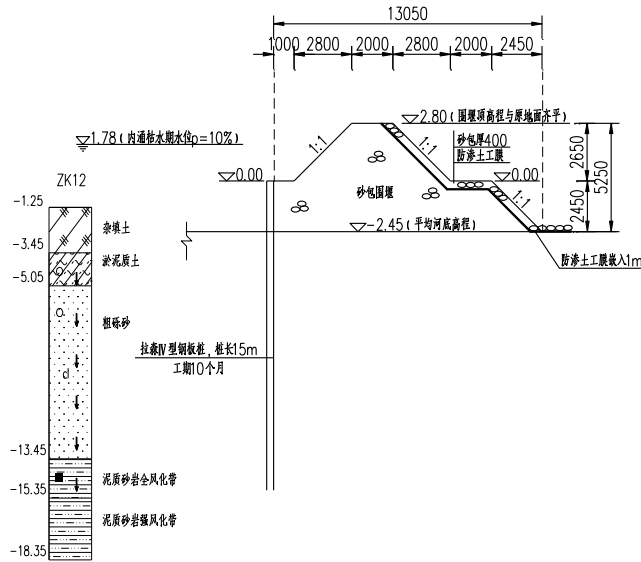 13050
1000 2800 2000 2800 2000 2450
1.78 (内通枯水期水位p=10%)
2.80 (围堰顶高程与原地面齐平)
1:1
1:1
砂包厚400
防渗土工膜
2650
5250
2450
ZK12
0.00
0.00
砂包围堰
1:1
-1.25
杂填土
-2.45 (平均河底高程)
-3.45
淤泥质土
-5.05
防渗土工膜嵌入1m
粗砾砂
d
拉森Ⅳ型钢板桩, 桩长15m
工期10个月
-13.45
泥质砂岩全风化带
-15.35
泥质砂岩强风化带
-18.35